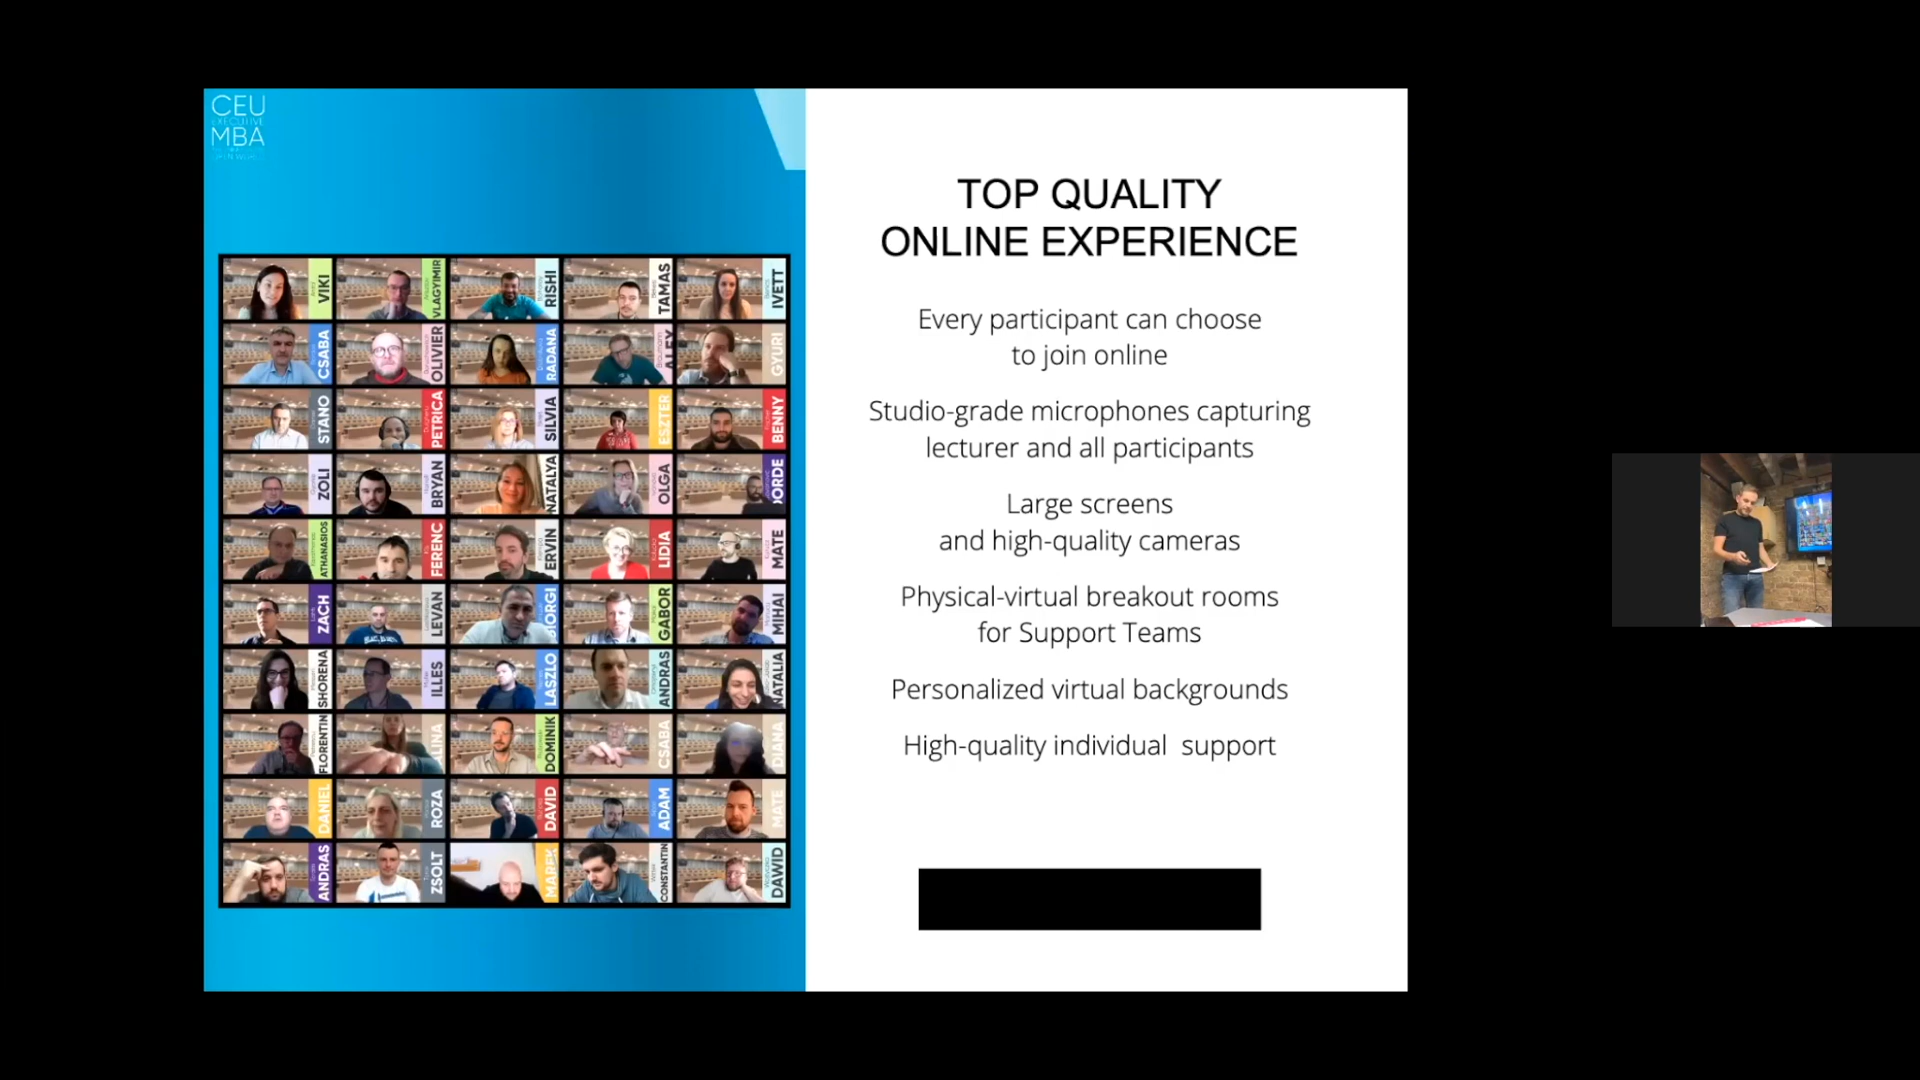 CEU
EXECUTIVE
MBA
VIKI
VLAGYIMIR
RISHI
TAMAS
IVETT
CSABA
OLIVIER
RADANA
ALEX
GYURI
STANO
PETRICA
SILVIA
ESZTER
BENNY
ZOLI
BRYAN
NATALYA
OLGA
ORDE
ATHANASIOS
FERENC
ERVIN
LIDIA
MATE
ZACH
LEVAN
GIORGI
GABOR
MIHAI
SHORENA
ILLES
LASZLO
ANDRAS
NATALIA
FLORENTIN
ALINA
DOMINIK
CSABA
DIANA
DANIEL
ROZA
DAVID
ADAM
MATE
ANDRAS
ZSOLT
MAREK
CONSTANTIN
DAWID
TOP QUALITY
ONLINE EXPERIENCE
Every participant can choose
to join online
Studio-grade microphones capturing
lecturer and all participants
Large screens
and high-quality cameras
Physical-virtual breakout rooms
for Support Teams
Personalized virtual backgrounds
High-quality individual support